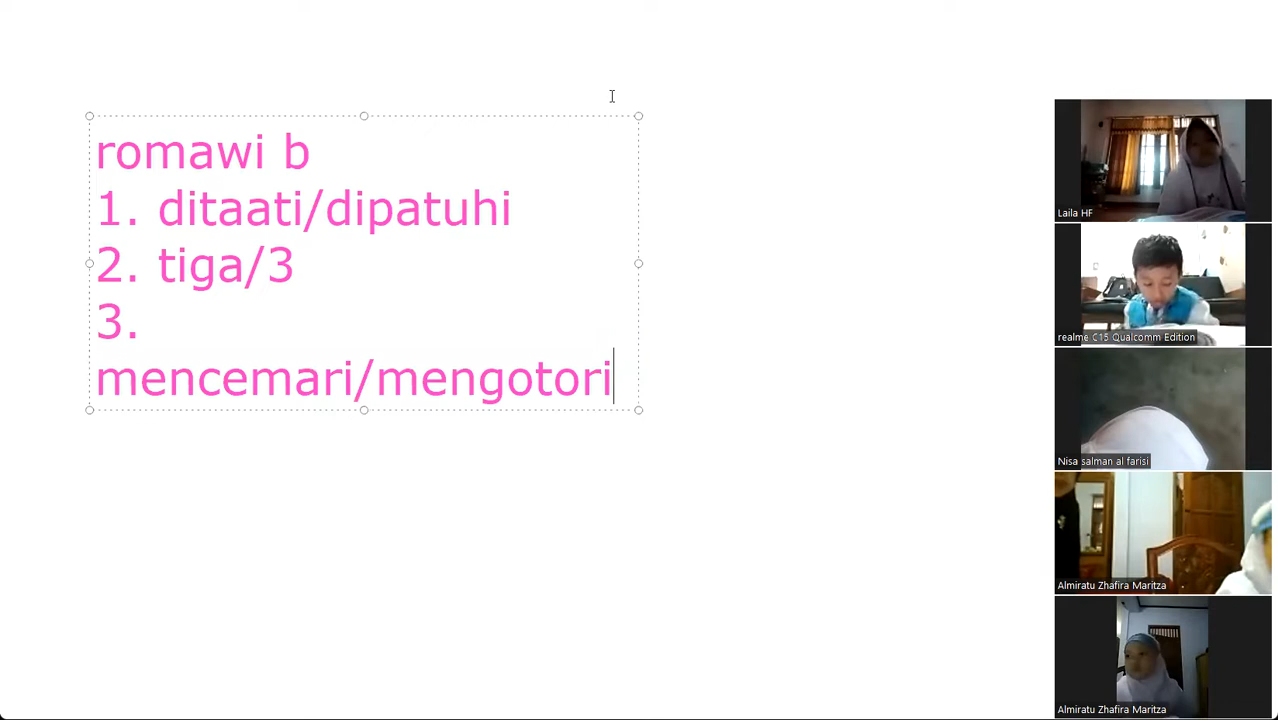 romawi b
1. ditaati/dipatuhi
2. tiga/3
3.
mencemari/mengotori
Laila HF
realme C15 Qualcomm Edition
Nisa salman al farisi
Almiratu Zhafira Maritza
Almiratu Zhafira Maritza